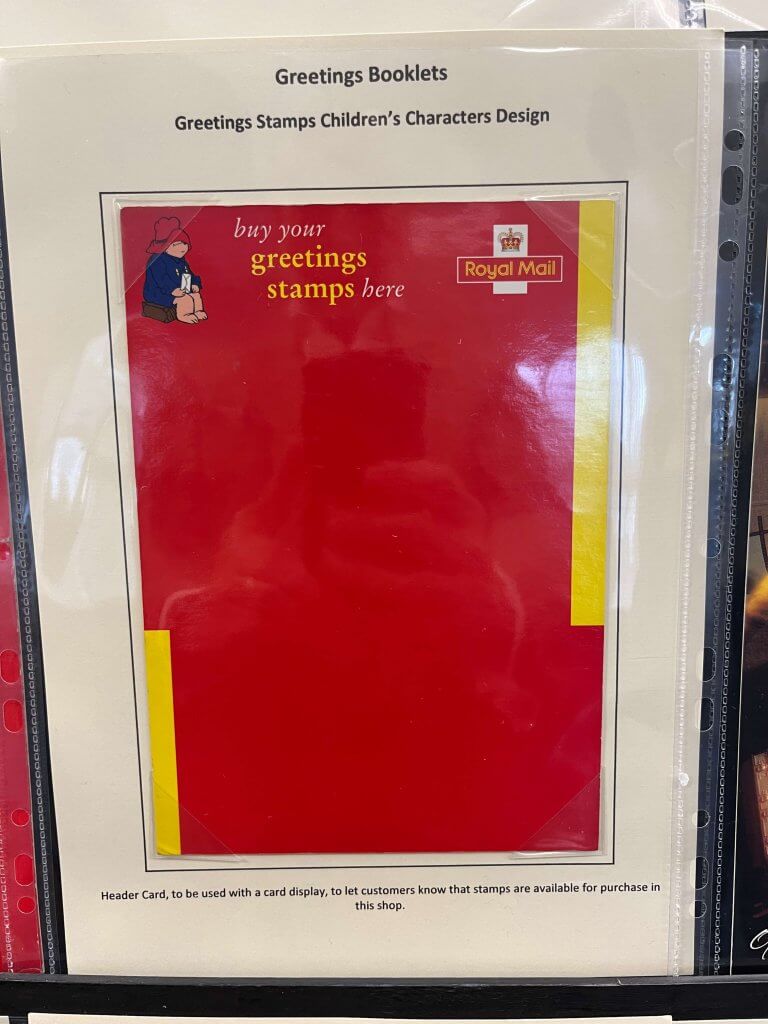 Greetings Booklets
Greetings Stamps Children's Characters Design
buy your
greetings
stamps here
Royal Mail
Header Card, to be used with a card display, to let customers know that stamps are available for purchase in
this shop.